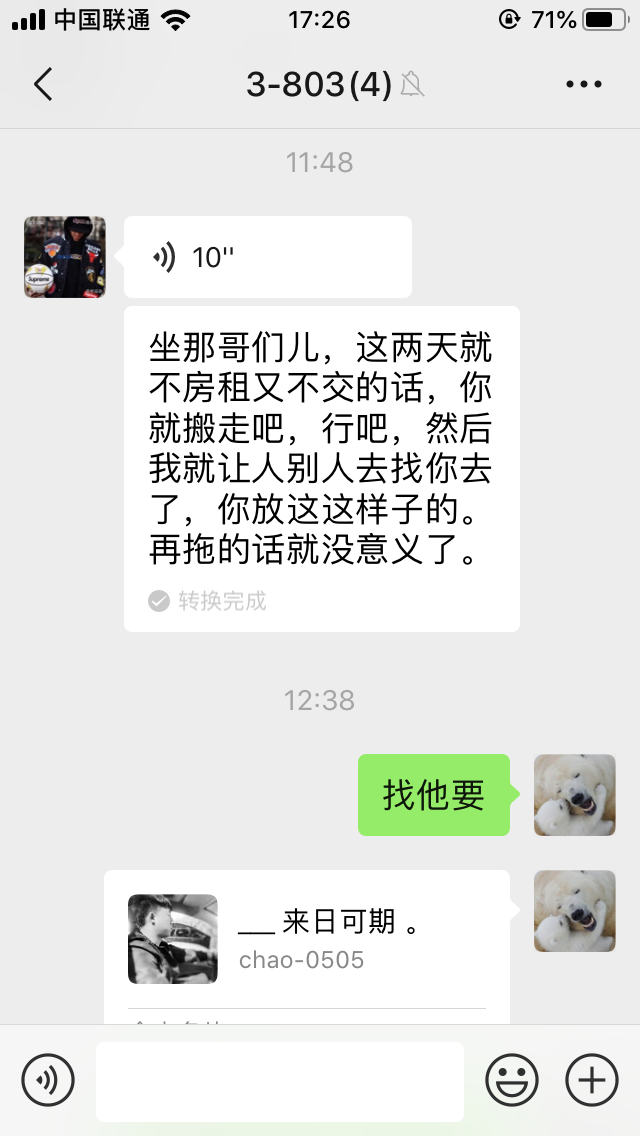 中国联通 17:26 71%
3-803(4)
11:48
10''
坐那哥们儿，这两天就
不房租又不交的话，你
就搬走吧，行吧，然后
我就让人别人去找你去
了，你放这这样子的。
再拖的话就没意义了。
转换完成
12:38
找他要
___ 来日可期 。
chao-0505